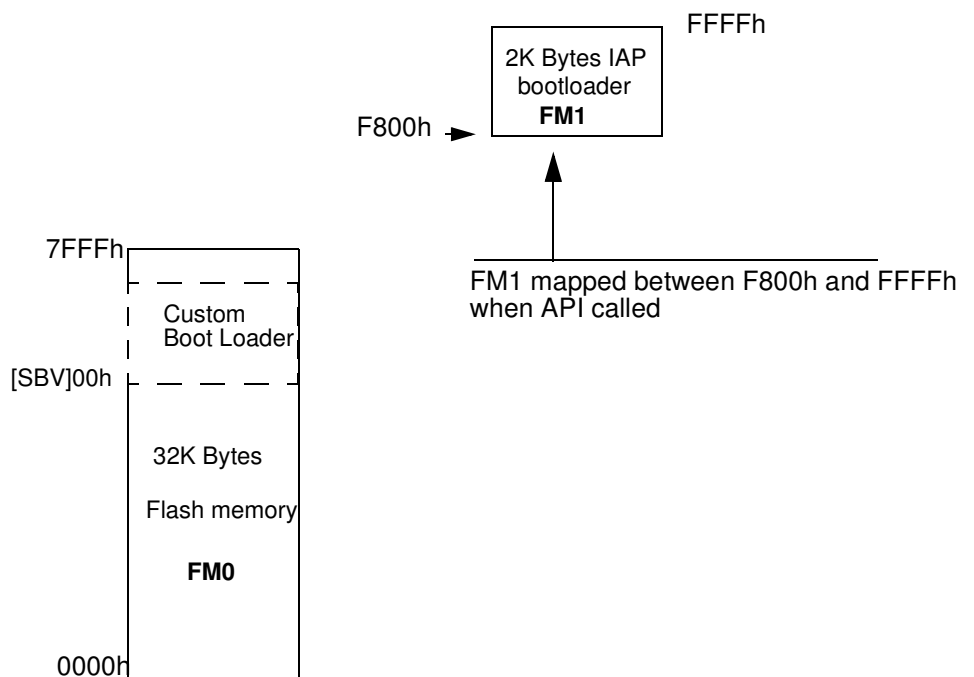 FFFFh
2K Bytes IAP
bootloader
FM1
F800h
7FFFh
FM1 mapped between F800h and FFFFh
when API called
Custom
Boot Loader
[SBV]00h
32K Bytes
Flash memory
FM0
0000h